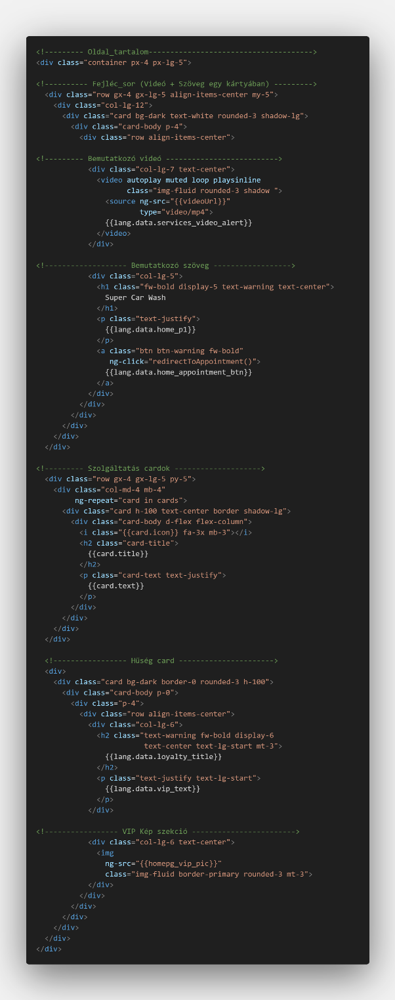 <!--------- Oldal_tartalom-------------------------------------->
<div class="container px-4 px-lg-5">
<!---------- Fejléc_sor (Videó + Szöveg egy kártyában) --------->
<div class="row gx-4 gx-lg-5 align-items-center my-5">
<div class="col-lg-12">
<div class="card bg-dark text-white rounded-3 shadow-lg">
<div class="card-body p-4">
<div class="row align-items-center">
<!--------- Bemutatkozó videó -------------------------->
<div class="col-lg-7 text-center">
<video autoplay muted loop playsinline
class="img-fluid rounded-3 shadow ">
<source ng-src="{{videoUrl}}"
type="video/mp4">
{{lang.data.services_video_alert}}
</video>
</div>
<!------------------- Bemutatkozó szöveg ------------------>
<div class="col-lg-5">
<h1 class="fw-bold display-5 text-warning text-center">
Super Car Wash
</h1>
<p class="text-justify">
{{lang.data.home_p1}}
</p>
<a class="btn btn-warning fw-bold"
ng-click="redirectToAppointment()">
{{lang.data.home_appointment_btn}}
</a>
</div>
</div>
</div>
</div>
</div>
</div>
<!--------- Szolgáltatás cardok -------------------->
<div class="row gx-4 gx-lg-5 py-5">
<div class="col-md-4 mb-4"
ng-repeat="card in cards">
<div class="card h-100 text-center border shadow-lg">
<div class="card-body d-flex flex-column">
<i class="{{card.icon}} fa-3x mb-3"></i>
<h2 class="card-title">
{{card.title}}
</h2>
<p class="card-text text-justify">
{{card.text}}
</p>
</div>
</div>
</div>
</div>
<!----------------- Hűség card ---------------------->
<div>
<div class="card bg-dark border-0 rounded-3 h-100">
<div class="card-body p-0">
<div class="p-4">
<div class="row align-items-center">
<div class="col-lg-6">
<h2 class="text-warning fw-bold display-6
text-center text-lg-start mt-3">
{{lang.data.loyalty_title}}
</h2>
<p class="text-justify text-lg-start">
{{lang.data.vip_text}}
</p>
</div>
<!----------------- VIP Kép szekció ------------------------>
<div class="col-lg-6 text-center">
<img
ng-src="{{homepg_vip_pic}}"
class="img-fluid border-primary rounded-3 mt-3">
</div>
</div>
</div>
</div>
</div>
</div>
</div>